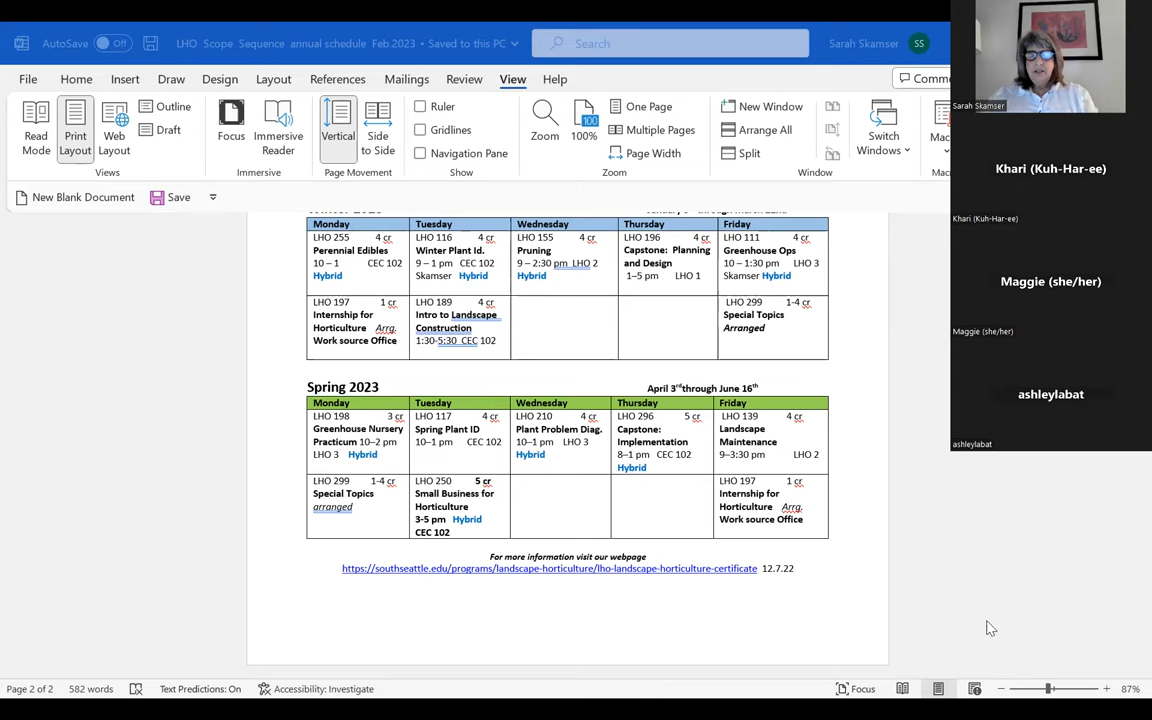 AutoSave Off LHO Scope Sequence annual schedule Feb.2023 • Saved to this PC Search Sarah Skamser SS
File Home Insert Draw Design Layout References Mailings Review View Help
Read Mode
Print Layout
Web Layout
Outline
Draft
Views
Focus
Immersive Reader
Immersive
Vertical
Side to Side
Page Movement
Ruler
Gridlines
Navigation Pane
Show
Zoom
100
100%
One Page
Multiple Pages
Page Width
Zoom
New Window
Arrange All
Split
Switch Windows
Window
New Blank Document Save
Monday Tuesday Wednesday Thursday Friday
LHO 255 4 cr
Perennial Edibles
10 – 1 CEC 102
Hybrid
LHO 116 4 cr
Winter Plant Id.
9 – 1 pm CEC 102
Skamser Hybrid
LHO 155 4 cr
Pruning
9 – 2:30 pm LHO 2
Hybrid
LHO 196 4 cr
Capstone: Planning
and Design
1–5 pm LHO 1
LHO 111 4 cr
Greenhouse Ops
10 – 1:30 pm LHO 3
Skamser Hybrid
LHO 197 1 cr
Internship for
Horticulture Arrg.
Work source Office
LHO 189 4 cr
Intro to Landscape
Construction
1:30-5:30 CEC 102
LHO 299 1-4 cr
Special Topics
Arranged
Spring 2023 April 3rdthrough June 16th
Monday Tuesday Wednesday Thursday Friday
LHO 198 3 cr
Greenhouse Nursery
Practicum 10–2 pm
LHO 3 Hybrid
LHO 117 4 cr
Spring Plant ID
10–1 pm CEC 102
LHO 210 4 cr
Plant Problem Diag.
10–1 pm LHO 3
Hybrid
LHO 296 5 cr
Capstone:
Implementation
8–1 pm CEC 102
Hybrid
LHO 139 4 cr
Landscape
Maintenance
9–3:30 pm LHO 2
LHO 299 1-4 cr
Special Topics
arranged
LHO 250 5 cr
Small Business for
Horticulture
3-5 pm Hybrid
CEC 102
LHO 197 1 cr
Internship for
Horticulture Arrg.
Work source Office
For more information visit our webpage
https://southseattle.edu/programs/landscape-horticulture/lho-landscape-horticulture-certificate 12.7.22
Page 2 of 2 582 words Text Predictions: On Accessibility: Investigate Focus 87%
Sarah Skamser
Khari (Kuh-Har-ee)
Khari (Kuh-Har-ee)
Maggie (she/her)
Maggie (she/her)
ashleylabat
ashleylabat